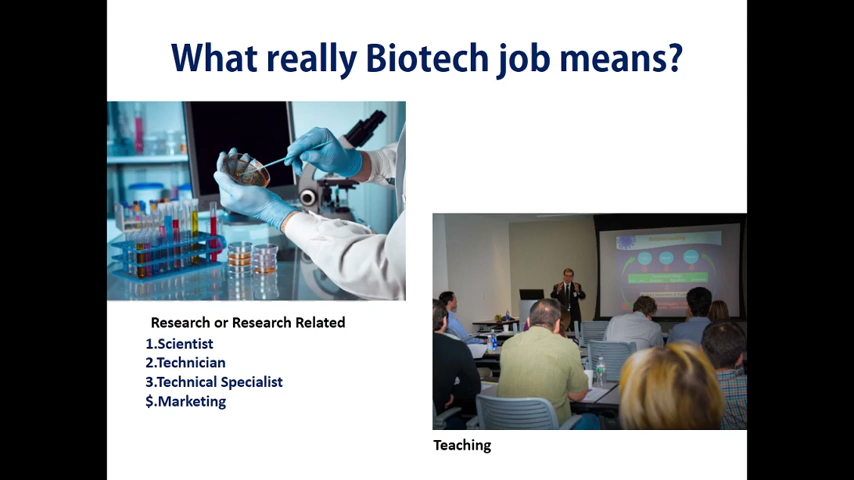 What really Biotech job means?
Research or Research Related
1.Scientist
2.Technician
3.Technical Specialist
$.Marketing
Teaching